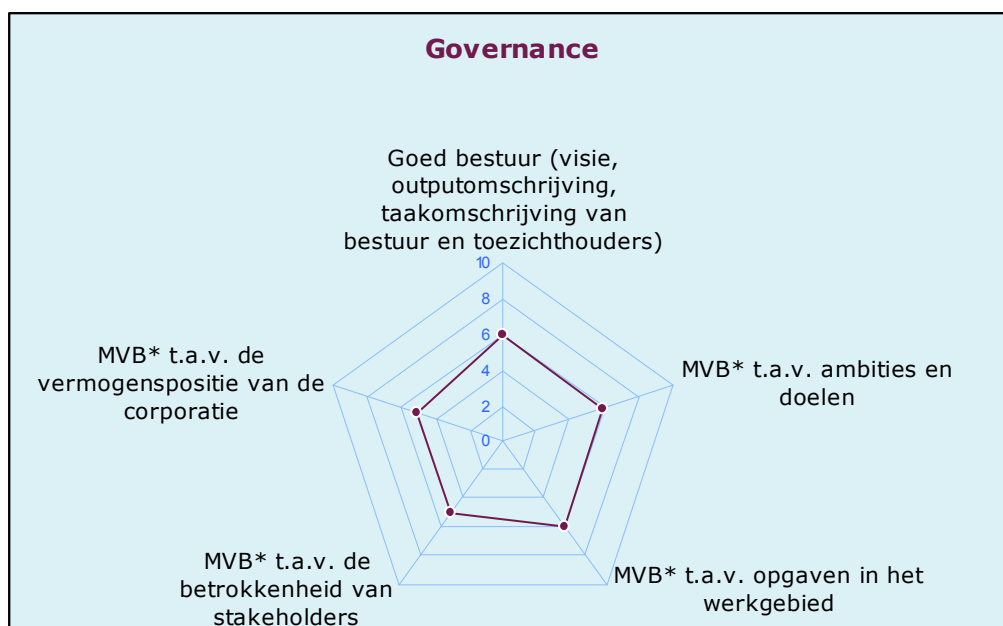 Governance
Goed bestuur (visie,
outputomschrijving,
taakomschrijving van
bestuur en toezichthouders)
10
8
6
4
2
0
MVB* t.a.v. ambities en
doelen
MVB* t.a.v. opgaven in het
werkgebied
MVB* t.a.v. de
betrokkenheid van
stakeholders
MVB* t.a.v. de
vermogenspositie van de
corporatie